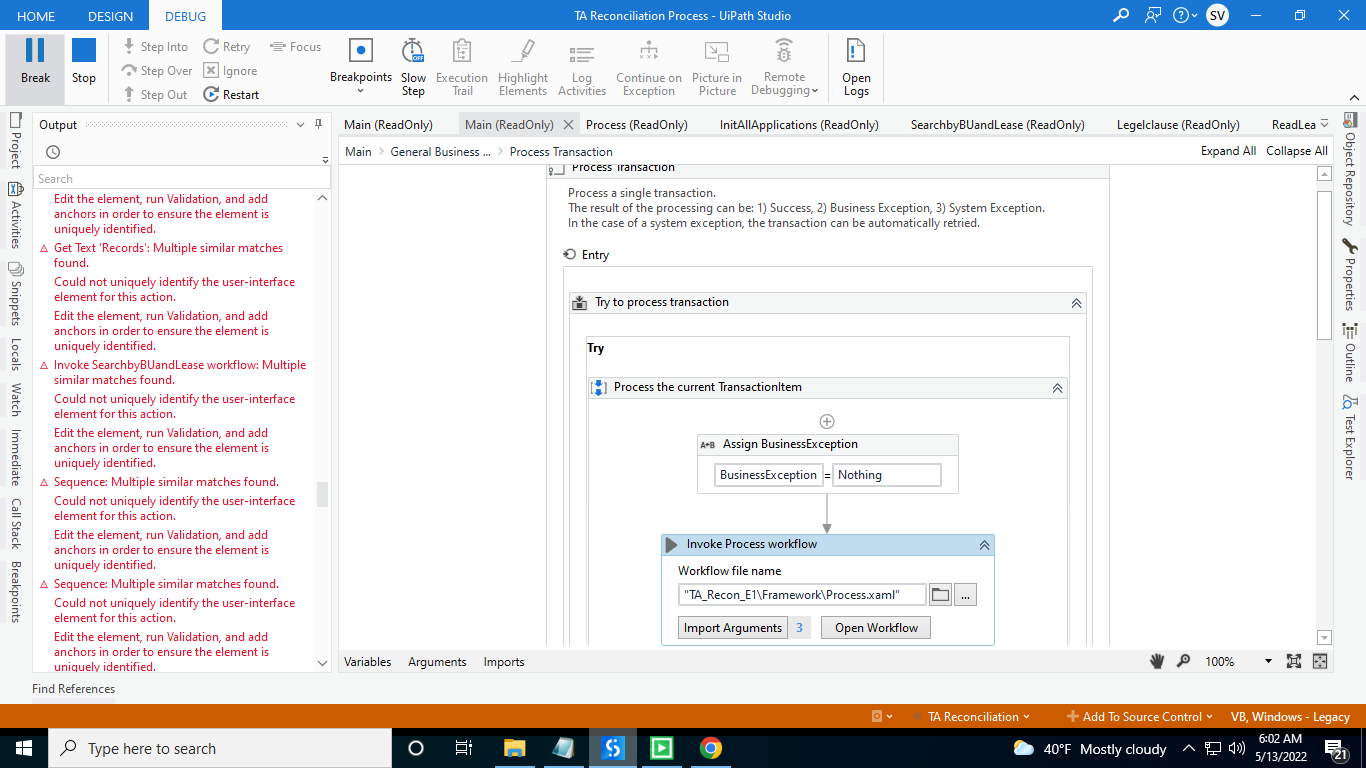 HOME
DESIGN
DEBUG
TA Reconciliation Process - UiPath Studio
SV
Break
Stop
Step Into
Step Over
Step Out
Retry
Ignore
Restart
Focus
Breakpoints
Slow
Step
OFF
Execution
Trail
Highlight
Elements
Log
Activities
Continue on
Exception
Picture in
Picture
Remote
Debugging
Open
Logs
Project
Activities
Snippets
Locals
Watch
Immediate
Call Stack
Breakpoints
Output
Search
Edit the element, run Validation, and add
anchors in order to ensure the element is
uniquely identified.
Get Text 'Records': Multiple similar matches
found.
Could not uniquely identify the user-interface
element for this action.
Edit the element, run Validation, and add
anchors in order to ensure the element is
uniquely identified.
Invoke SearchbyBUandLease workflow: Multiple
similar matches found.
Could not uniquely identify the user-interface
element for this action.
Edit the element, run Validation, and add
anchors in order to ensure the element is
uniquely identified.
Sequence: Multiple similar matches found.
Could not uniquely identify the user-interface
element for this action.
Edit the element, run Validation, and add
anchors in order to ensure the element is
uniquely identified.
Sequence: Multiple similar matches found.
Could not uniquely identify the user-interface
element for this action.
Edit the element, run Validation, and add
anchors in order to ensure the element is
uniquely identified.
Find References
Main (ReadOnly)
Main (ReadOnly)
Process (ReadOnly)
InitAllApplications (ReadOnly)
SearchbyBUandLease (ReadOnly)
Legelclause (ReadOnly)
ReadLea
Main > General Business ... > Process Transaction
Expand All
Collapse All
Process Transaction
Process a single transaction.
The result of the processing can be: 1) Success, 2) Business Exception, 3) System Exception.
In the case of a system exception, the transaction can be automatically retried.
Entry
Try to process transaction
Try
Process the current TransactionItem
A+B Assign BusinessException
BusinessException = Nothing
Invoke Process workflow
Workflow file name
"TA_Recon_E1\Framework\Process.xaml"
...
Import Arguments 3
Open Workflow
Variables
Arguments
Imports
100%
Object Repository
Properties
Outline
Test Explorer
TA Reconciliation
Add To Source Control
VB, Windows - Legacy
Type here to search
40°F Mostly cloudy
6:02 AM
5/13/2022
21